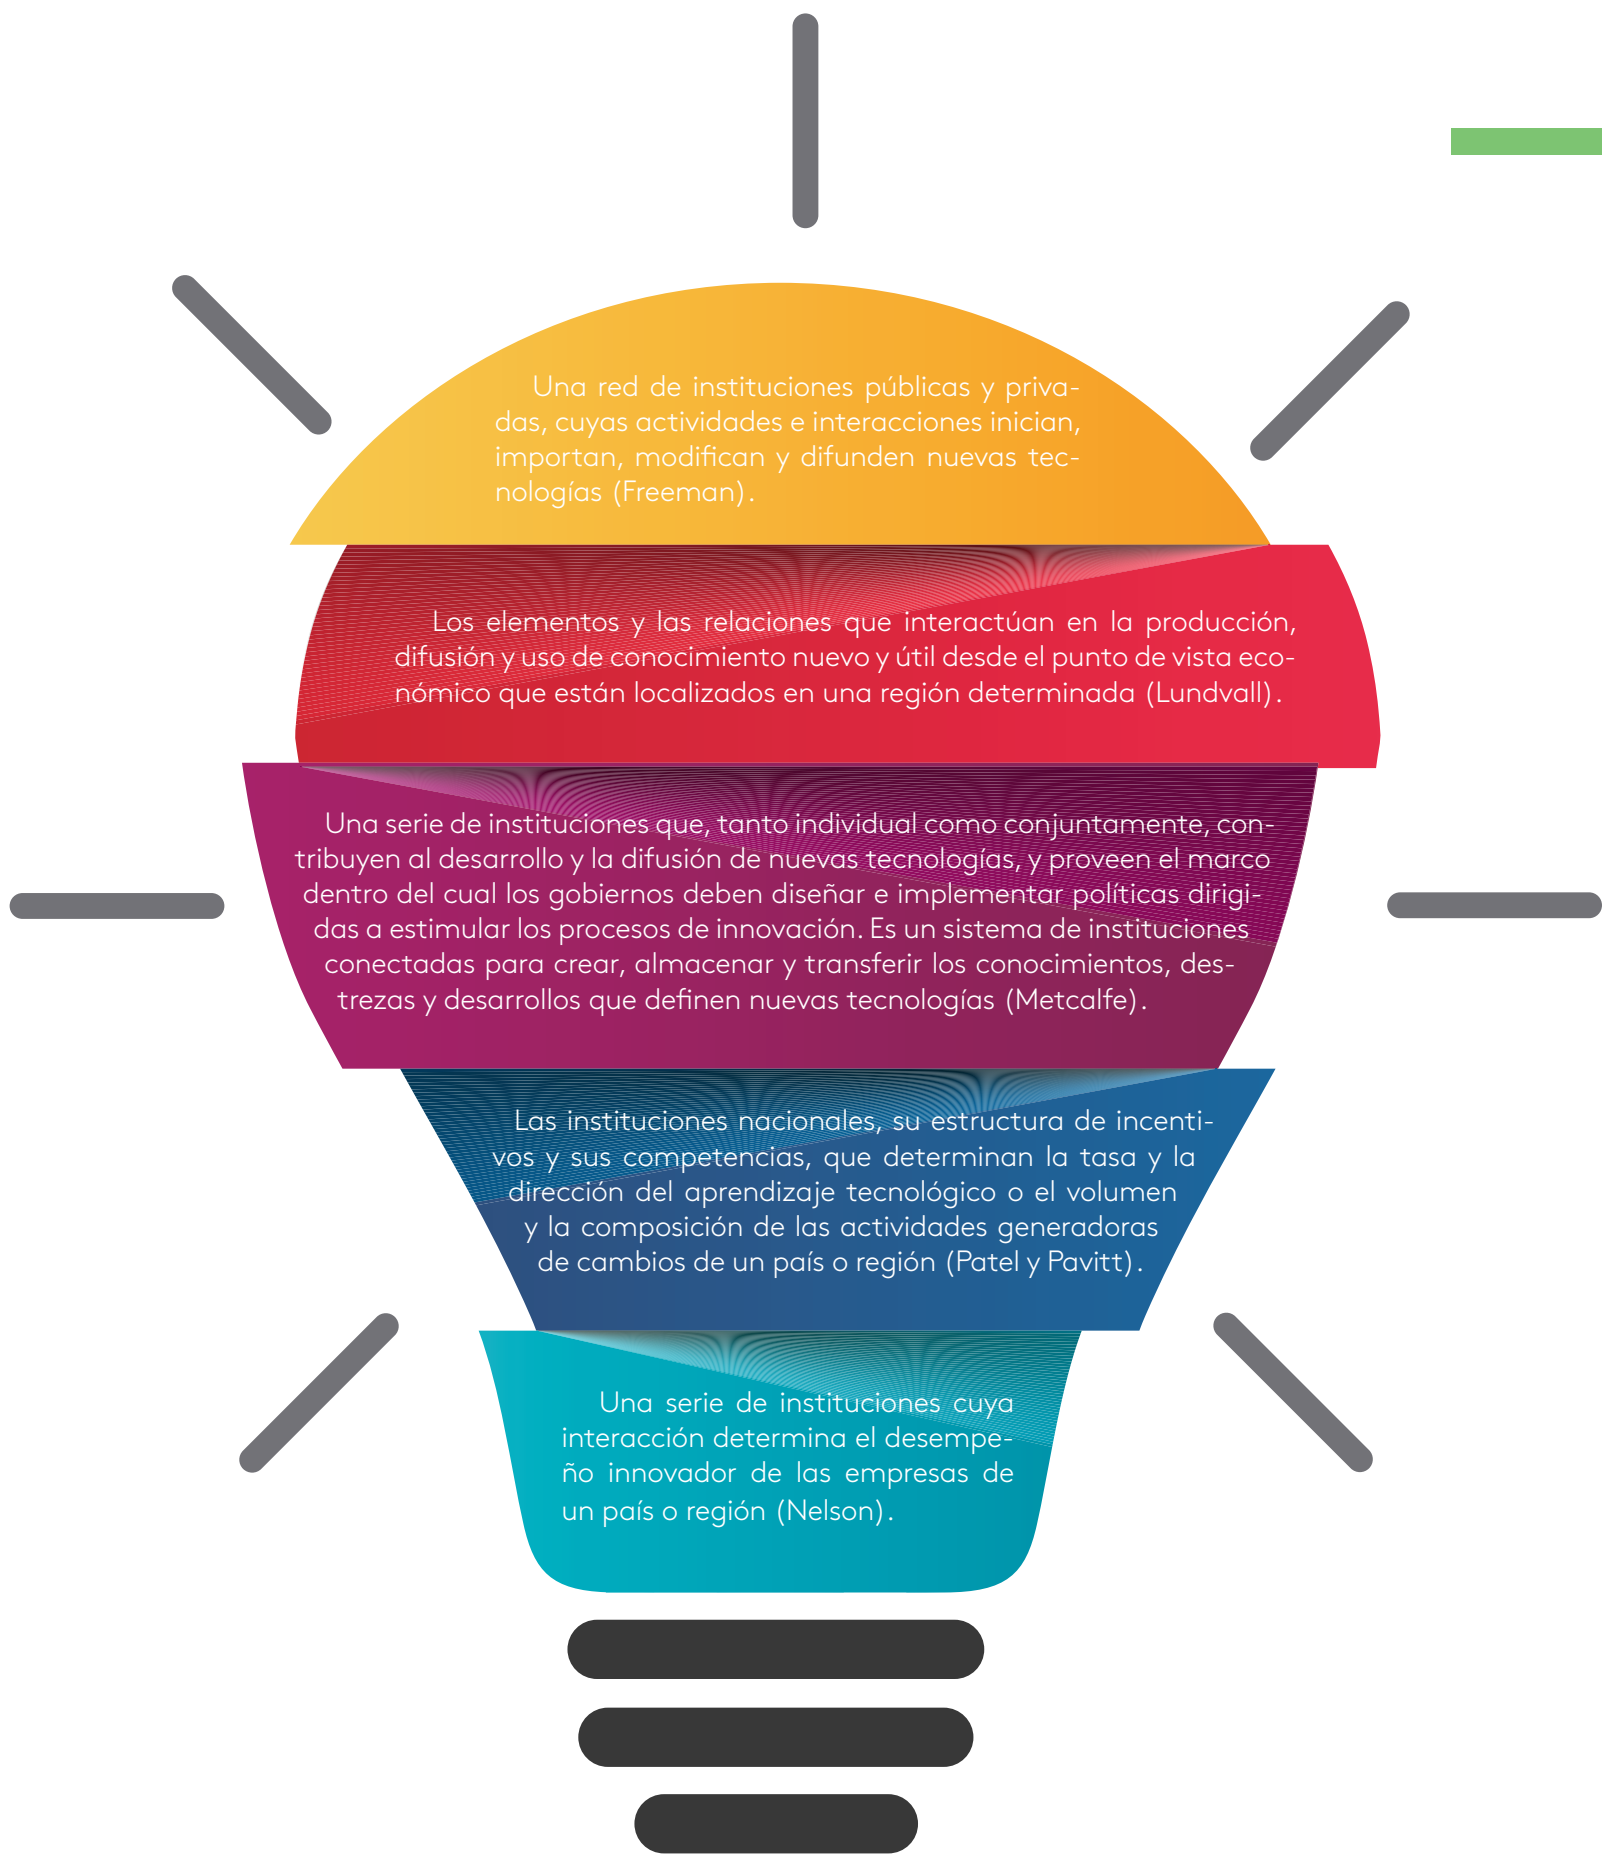 Una red de instituciones públicas y priva-
das, cuyas actividades e interacciones inician,
importan, modifican y difunden nuevas tec-
nologías (Freeman).
Los elementos y las relaciones que interactúan en la producción,
difusión y uso de conocimiento nuevo y útil desde el punto de vista eco-
nómico que están localizados en una región determinada (Lundvall).
Una serie de instituciones que, tanto individual como conjuntamente, con-
tribuyen al desarrollo y la difusión de nuevas tecnologías, y proveen el marco
dentro del cual los gobiernos deben diseñar e implementar políticas dirigi-
das a estimular los procesos de innovación. Es un sistema de instituciones
conectadas para crear, almacenar y transferir los conocimientos, des-
trezas y desarrollos que definen nuevas tecnologías (Metcalfe).
Las instituciones nacionales, su estructura de incenti-
vos y sus competencias, que determinan la tasa y la
dirección del aprendizaje tecnológico o el volumen
y la composición de las actividades generadoras
de cambios de un país o región (Patel y Pavitt).
Una serie de instituciones cuya
interacción determina el desempe-
ño innovador de las empresas de
un país o región (Nelson).